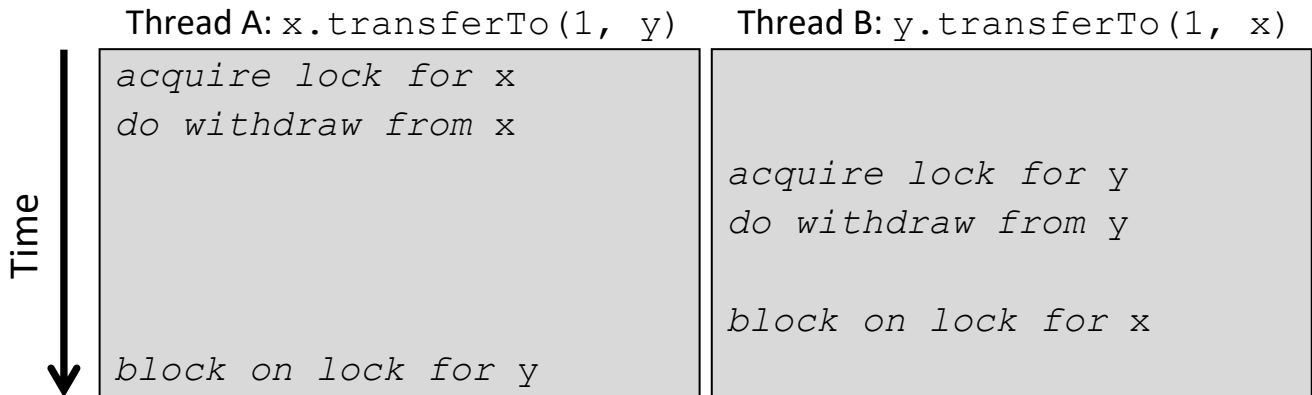 Thread A: x.transferTo(1, y)
Thread B: y.transferTo(1, x)
Time
acquire lock for x
do withdraw from x
acquire lock for y
do withdraw from y
block on lock for x
block on lock for y